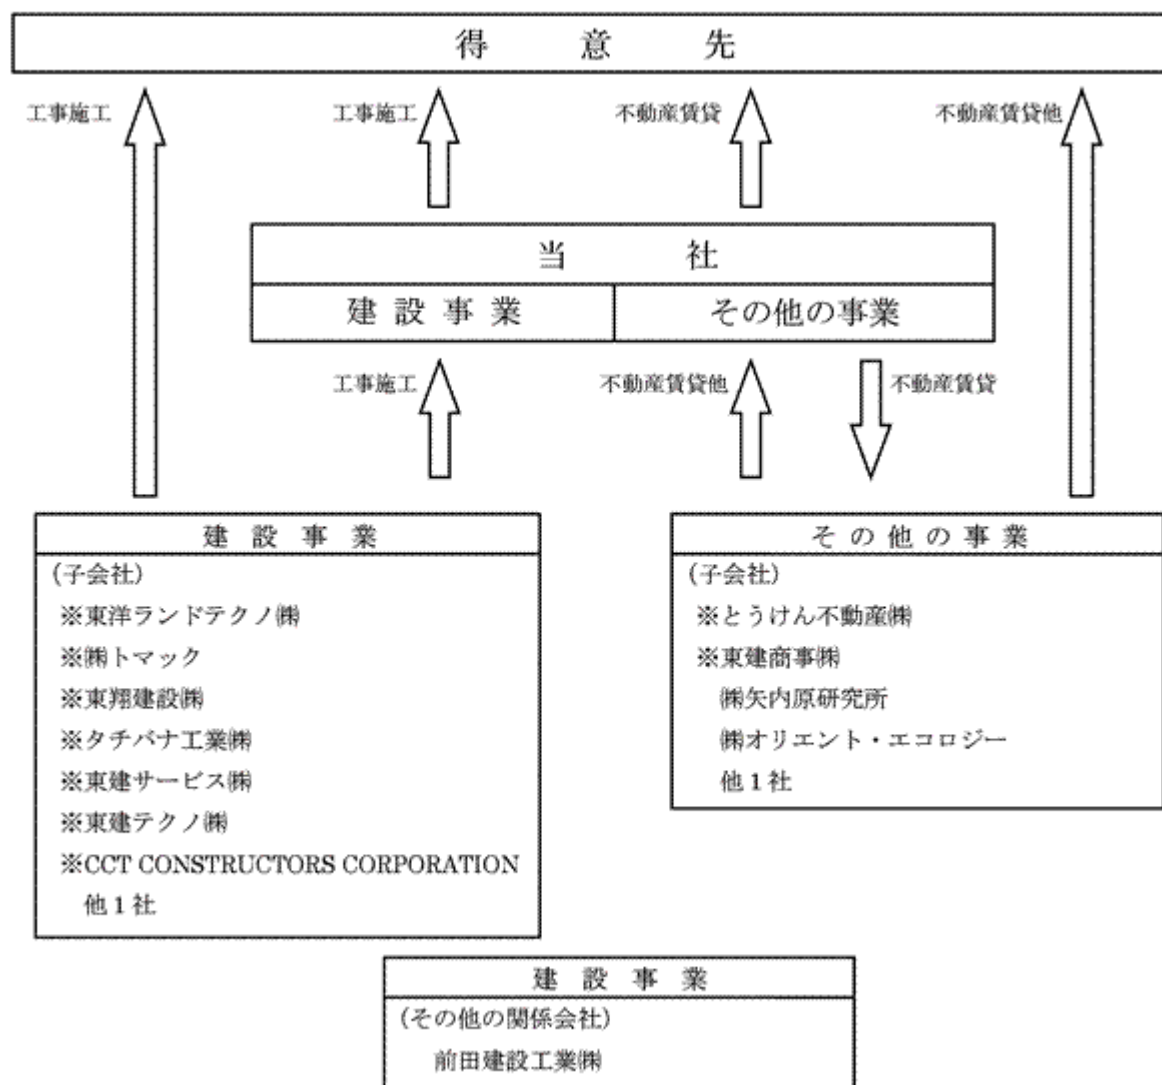 得意先
工事施工
工事施工
不動産賃貸
不動産賃貸他
当社
建設事業
その他の事業
工事施工
不動産賃貸他
不動産賃貸
建設事業
(子会社)
※東洋ランドテクノ㈱
※㈱トマック
※東翔建設㈱
※タチバナ工業㈱
※東建サービス㈱
※東建テクノ㈱
※CCT CONSTRUCTORS CORPORATION
他1社
その他の事業
(子会社)
※とうけん不動産㈱
※東建商事㈱
㈱矢内原研究所
㈱オリエント・エコロジー
他1社
建設事業
(その他の関係会社)
前田建設工業㈱